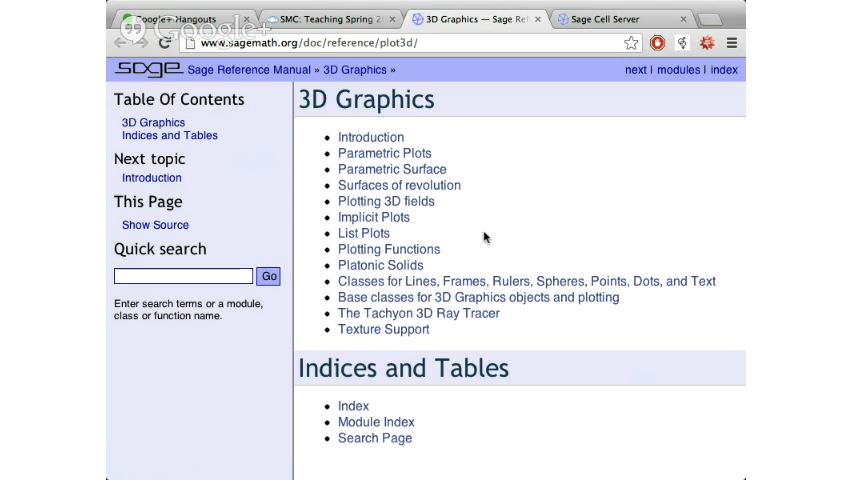 Google+ Hangouts
SMC: Teaching Spring 2
3D Graphics — Sage Ref
Sage Cell Server
Google+
www.sagemath.org/doc/reference/plot3d/
sage Sage Reference Manual » 3D Graphics » next | modules | index
Table Of Contents
3D Graphics
Indices and Tables
Next topic
Introduction
This Page
Show Source
Quick search
Go
Enter search terms or a module,
class or function name.
3D Graphics
Introduction
Parametric Plots
Parametric Surface
Surfaces of revolution
Plotting 3D fields
Implicit Plots
List Plots
Plotting Functions
Platonic Solids
Classes for Lines, Frames, Rulers, Spheres, Points, Dots, and Text
Base classes for 3D Graphics objects and plotting
The Tachyon 3D Ray Tracer
Texture Support
Indices and Tables
Index
Module Index
Search Page